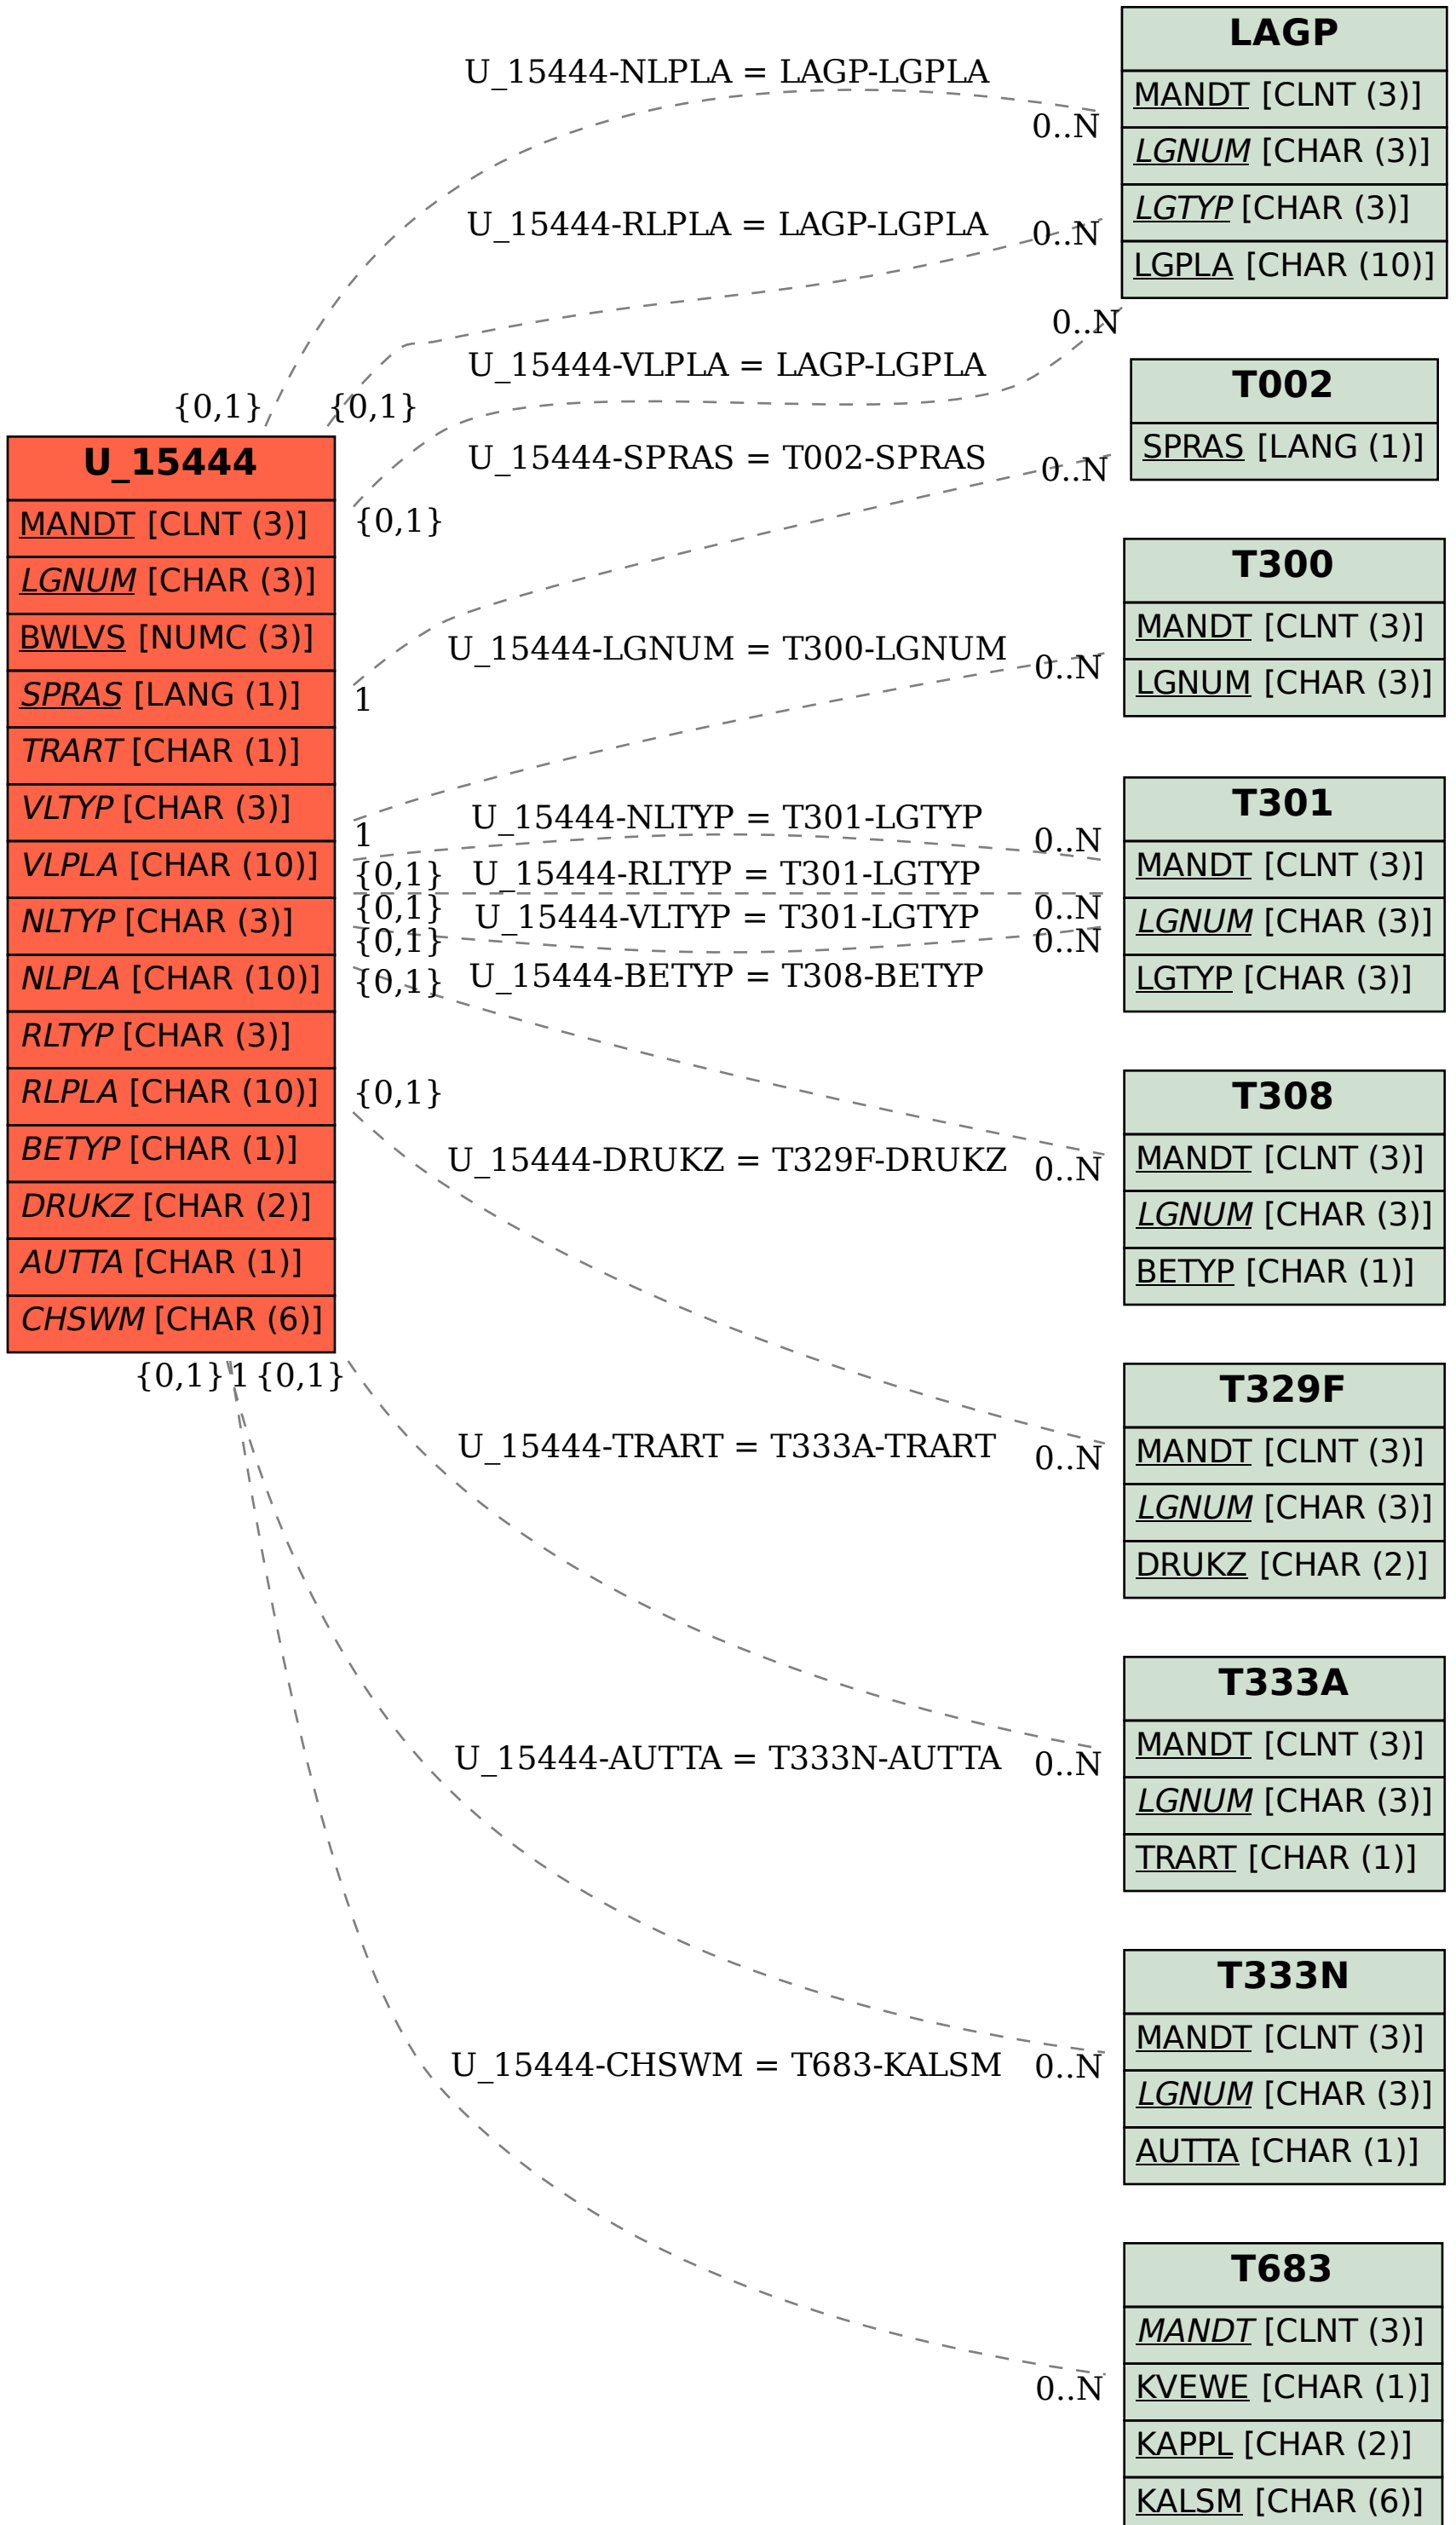 LAGP
MANDT [CLNT (3)]
LGNUM [CHAR (3)]
LGTYP [CHAR (3)]
LGPLA [CHAR (10)]
U_15444-NLPLA = LAGP-LGPLA
0..N
U_15444-RLPLA = LAGP-LGPLA
0..N
0..N
U_15444-VLPLA = LAGP-LGPLA
{0,1}
{0,1}
T002
SPRAS [LANG (1)]
U_15444-SPRAS = T002-SPRAS
0..N
U_15444
MANDT [CLNT (3)]
LGNUM [CHAR (3)]
BWLVS [NUMC (3)]
SPRAS [LANG (1)]
TRART [CHAR (1)]
VLTYP [CHAR (3)]
VLPLA [CHAR (10)]
NLTYP [CHAR (3)]
NLPLA [CHAR (10)]
RLTYP [CHAR (3)]
RLPLA [CHAR (10)]
BETYP [CHAR (1)]
DRUKZ [CHAR (2)]
AUTTA [CHAR (1)]
CHSWM [CHAR (6)]
{0,1}
T300
MANDT [CLNT (3)]
LGNUM [CHAR (3)]
U_15444-LGNUM = T300-LGNUM
0..N
1
1
T301
MANDT [CLNT (3)]
LGNUM [CHAR (3)]
LGTYP [CHAR (3)]
U_15444-NLTYP = T301-LGTYP
0..N
{0,1}
U_15444-RLTYP = T301-LGTYP
{0,1}
0..N
U_15444-VLTYP = T301-LGTYP
{0,1}
0..N
U_15444-BETYP = T308-BETYP
{0,1}
T308
MANDT [CLNT (3)]
LGNUM [CHAR (3)]
BETYP [CHAR (1)]
{0,1}
U_15444-DRUKZ = T329F-DRUKZ
0..N
T329F
MANDT [CLNT (3)]
LGNUM [CHAR (3)]
DRUKZ [CHAR (2)]
{0,1}
1
{0,1}
U_15444-TRART = T333A-TRART
0..N
T333A
MANDT [CLNT (3)]
LGNUM [CHAR (3)]
TRART [CHAR (1)]
U_15444-AUTTA = T333N-AUTTA
0..N
T333N
MANDT [CLNT (3)]
LGNUM [CHAR (3)]
AUTTA [CHAR (1)]
U_15444-CHSWM = T683-KALSM
0..N
T683
MANDT [CLNT (3)]
KVEWE [CHAR (1)]
KAPPL [CHAR (2)]
KALSM [CHAR (6)]
0..N